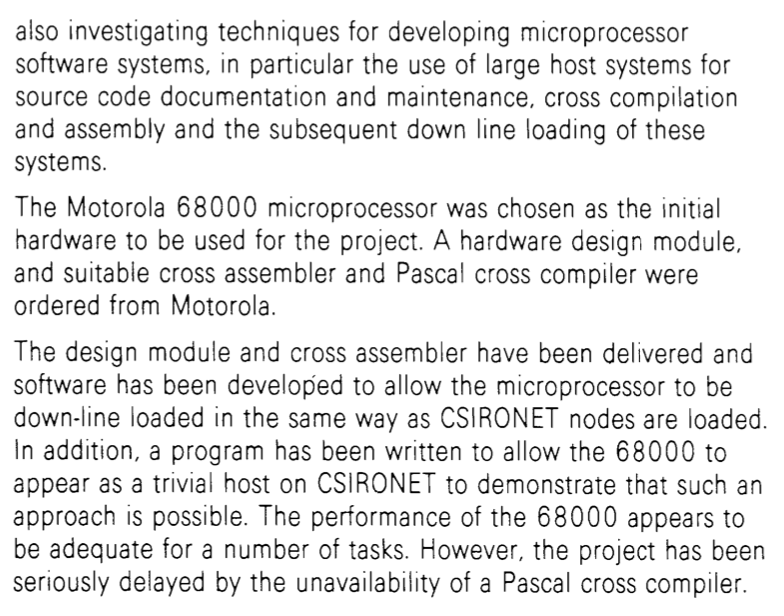 also investigating techniques for developing microprocessor
software systems, in particular the use of large host systems for
source code documentation and maintenance, cross compilation
and assembly and the subsequent down line loading of these
systems.
The Motorola 68000 microprocessor was chosen as the initial
hardware to be used for the project. A hardware design module,
and suitable cross assembler and Pascal cross compiler were
ordered from Motorola.
The design module and cross assembler have been delivered and
software has been developed to allow the microprocessor to be
down-line loaded in the same way as CSIRONET nodes are loaded.
In addition, a program has been written to allow the 68000 to
appear as a trivial host on CSIRONET to demonstrate that such an
approach is possible. The performance of the 68000 appears to
be adequate for a number of tasks. However, the project has been
seriously delayed by the unavailability of a Pascal cross compiler.